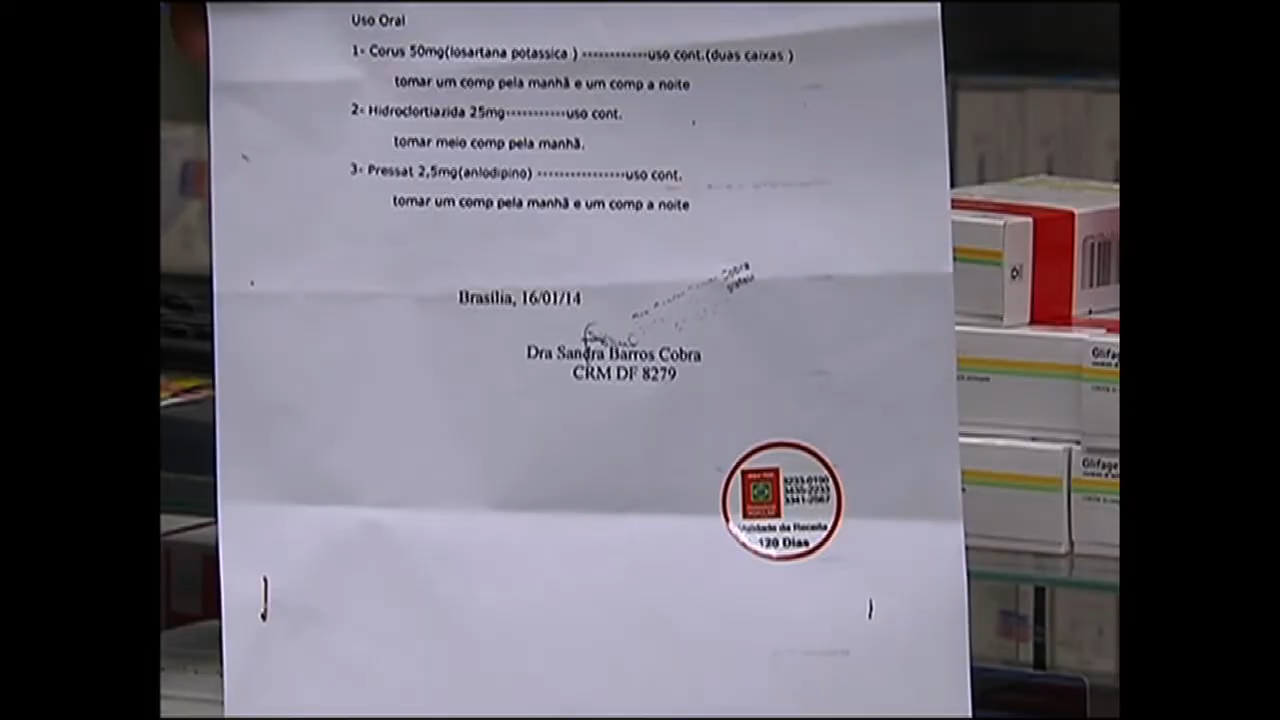 Uso Oral
1- Corus 50mg(losartana potassica ) ------------uso cont.(duas caixas )
tomar um comp pela manhã e um comp a noite
2- Hidroclortiazida 25mg-----------uso cont.
tomar meio comp pela manhã.
3- Pressat 2,5mg(anlodipino) ----------------uso cont.
tomar um comp pela manhã e um comp a noite
Cobra
Brasília, 16/01/14
Dra Sandra Barros Cobra
CRM DF 8279
Validade da Receita
120 Dias
Glifage
Glifage